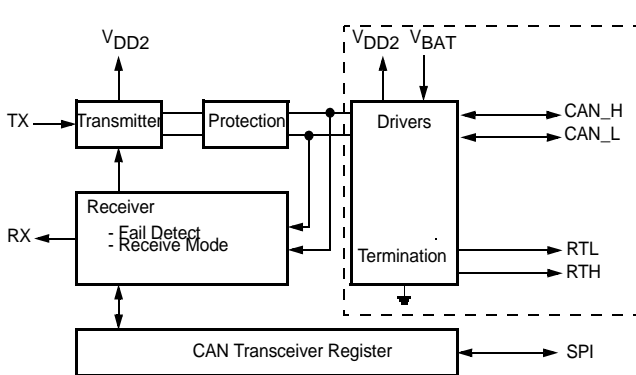 VDD2
VDD2
VBAT
TX
Transmitter
Protection
Drivers
CAN_H
CAN_L
Receiver
- Fail Detect
- Receive Mode
RX
Termination
RTL
RTH
CAN Transceiver Register
SPI